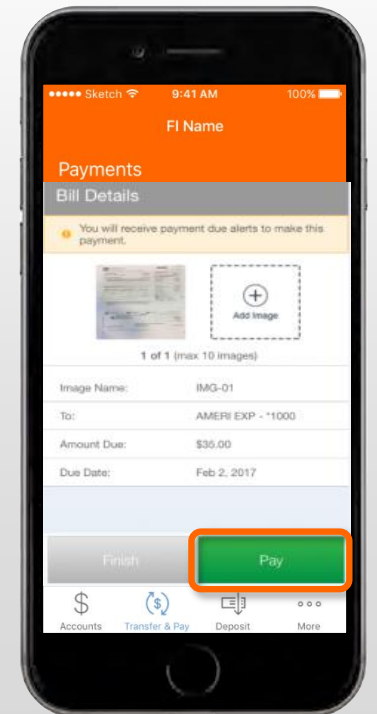 Sketch 9:41 AM 100%
FI Name
Payments
Bill Details
You will receive payment due alerts to make this
payment.
Add Image
1 of 1 (max 10 images)
Image Name: IMG-01
To: AMERI EXP - *1000
Amount Due: $35.00
Due Date: Feb 2, 2017
Finish Pay
Accounts Transfer & Pay Deposit More